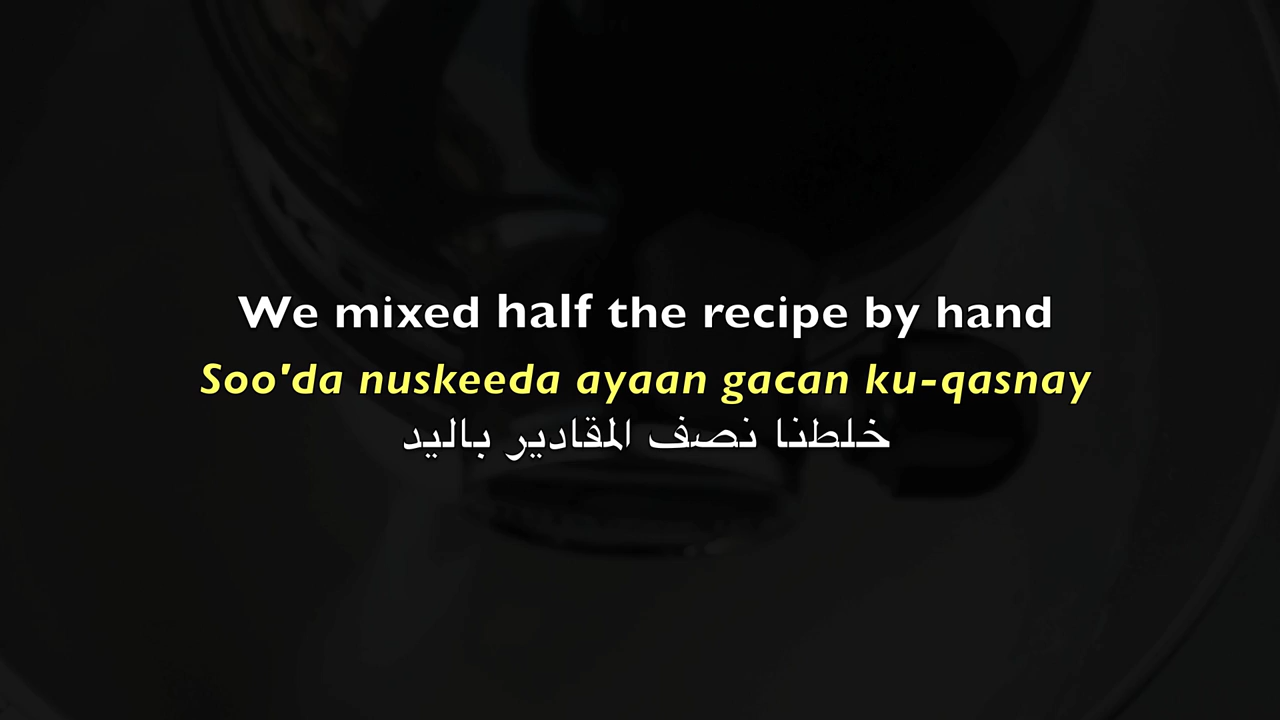 We mixed half the recipe by hand
Soo'da nuskeeda ayaan gacan ku-qasnay
خلطنا نصف المقادير باليد